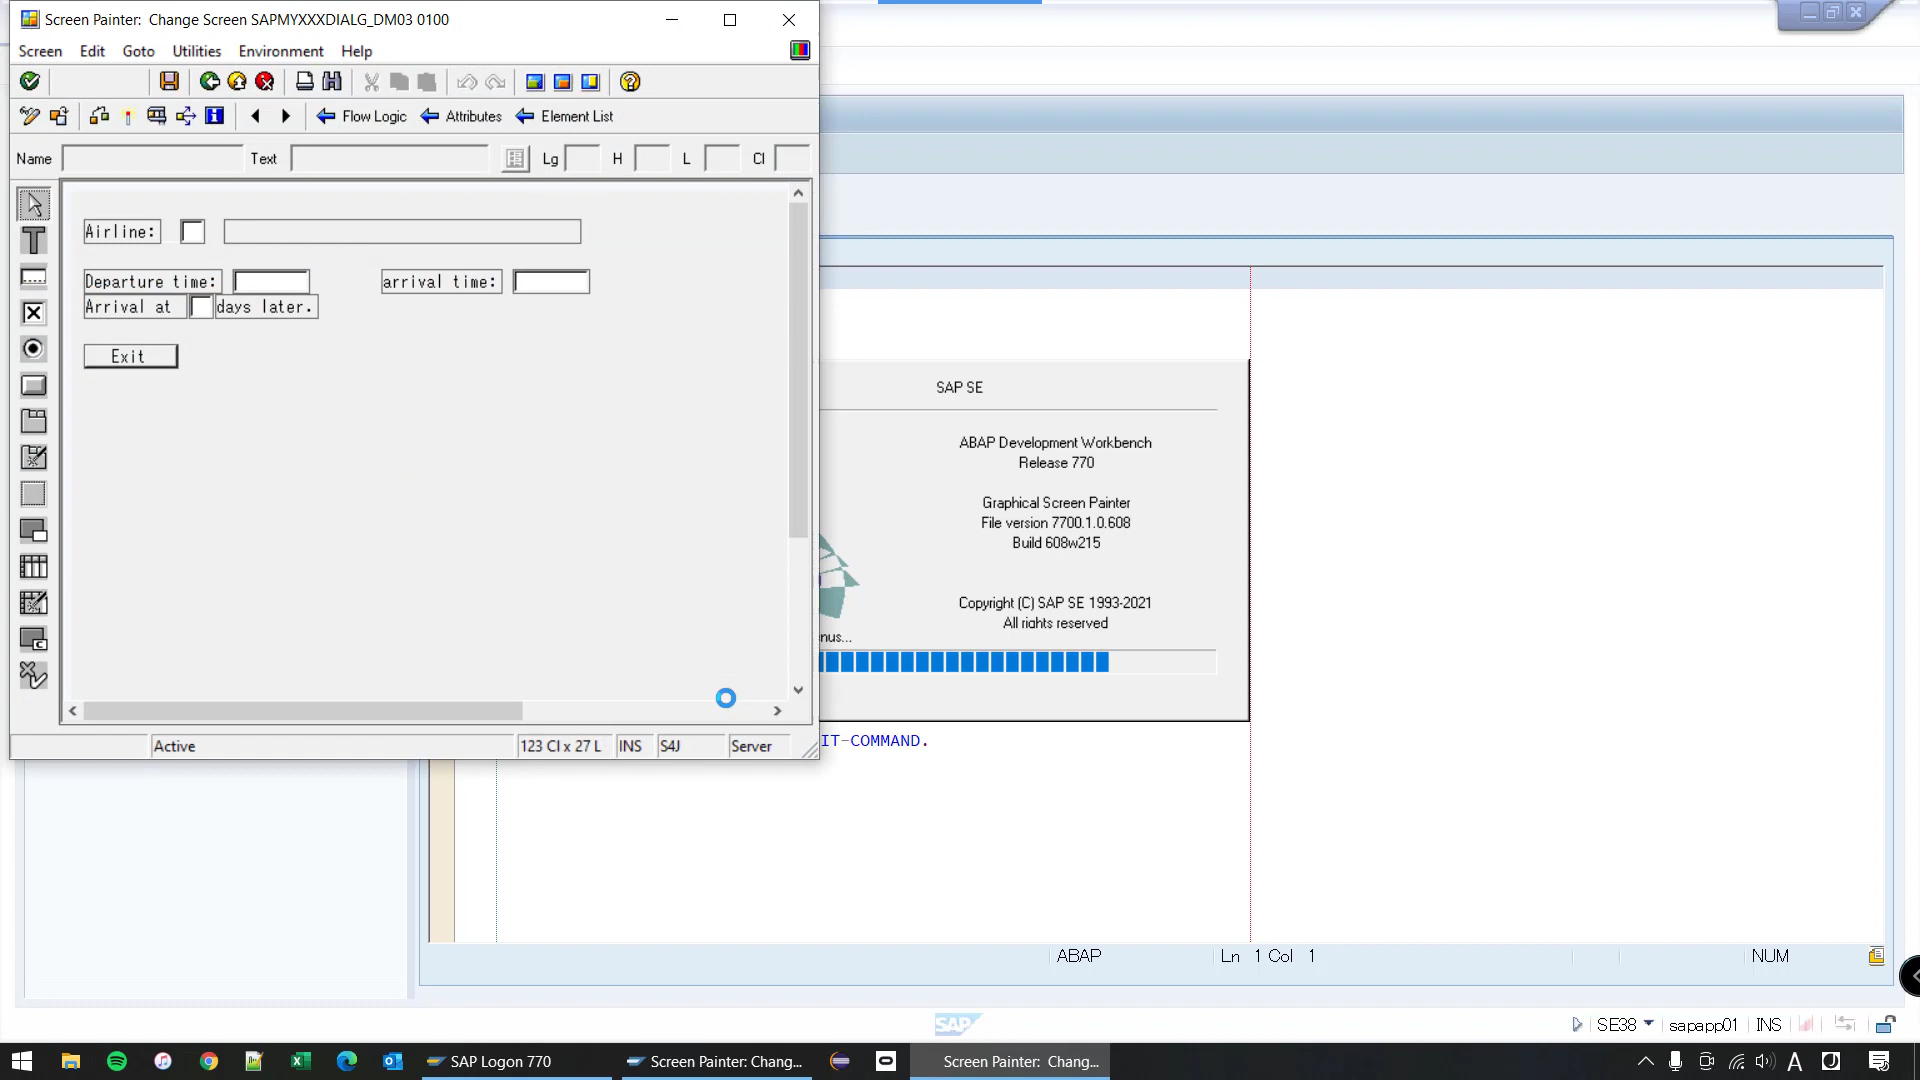 Screen Painter:  Change Screen SAPMYXXXDIALG_DM03 0100
Screen Edit Goto Utilities Environment Help
Flow Logic Attributes Element List
Name Text Lg H L Cl
Airline:
Departure time: arrival time:
Arrival at days later.
Exit
SAP SE
ABAP Development Workbench
Release 770
Graphical Screen Painter
File version 7700.1.0.608
Build 608w215
Copyright (C) SAP SE 1993-2021
All rights reserved
nus...
Active 123 Cl x 27 L INS S4J Server
IT-COMMAND.
ABAP Ln 1 Col 1 NUM
SAP
SE38 sapapp01 INS
SAP Logon 770 Screen Painter: Chang... Screen Painter:  Chang... A